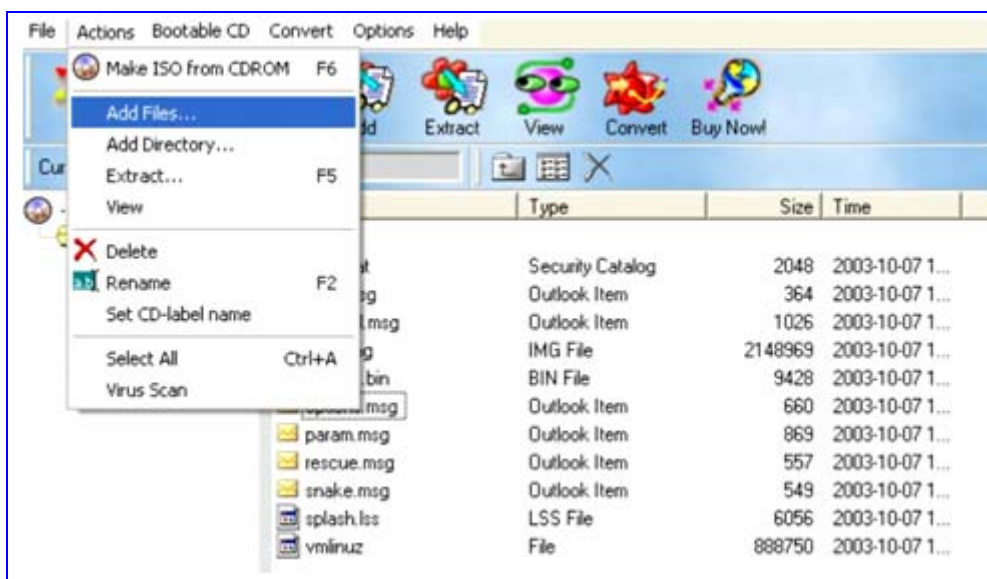 File Actions Bootable CD Convert Options Help
Make ISO from CDROM F6
Add Files...
Add Directory...
Extract... F5
View
Delete
Rename F2
Set CD-label name
Select All Ctrl+A
Virus Scan
Extract View Convert Buy Now!
Type Size Time
Security Catalog 2048 2003-10-07 1...
Outlook Item 364 2003-10-07 1...
.msg Outlook Item 1026 2003-10-07 1...
IMG File 2148969 2003-10-07 1...
.bin BIN File 9428 2003-10-07 1...
.msg Outlook Item 660 2003-10-07 1...
param.msg Outlook Item 869 2003-10-07 1...
rescue.msg Outlook Item 557 2003-10-07 1...
snake.msg Outlook Item 549 2003-10-07 1...
splash.lss LSS File 6056 2003-10-07 1...
vmlinuz File 888750 2003-10-07 1...